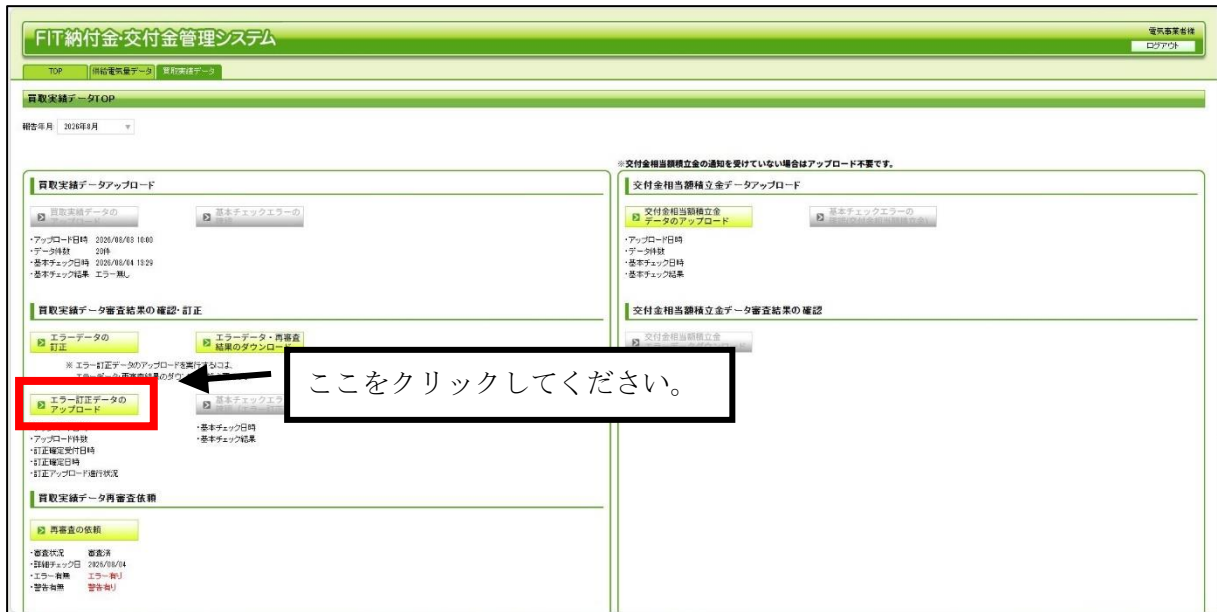 FIT納付金・交付金管理システム
電気事業者様
ログアウト
TOP
供給電気量データ
買取実績データ
買取実績データTOP
報告年月 2026年8月
※交付金相当額積立金の通知を受けていない場合はアップロード不要です。
買取実績データアップロード
買取実績データの
アップロード
基本チェックエラーの
・アップロード日時 2026/08/03 10:00
・データ件数 20件
・基本チェック日時 2026/08/04 13:29
・基本チェック結果 エラー無し
買取実績データ審査結果の確認・訂正
エラーデータの
訂正
エラーデータ・再審査
結果のダウンロード
※ エラー訂正データのアップロードを実行する
エラー訂正データの
アップロード
基本チェックエラ
・アップロード件数
・訂正確定受付日時
・訂正確定日時
・訂正アップロード進行状況
・基本チェック日時
・基本チェック結果
買取実績データ再審査依頼
再審査の依頼
・審査状況 審査済
・詳細チェック日 2026/08/04
・エラー有無 エラー有り
・警告有無 警告有り
交付金相当額積立金データアップロード
交付金相当額積立金
データのアップロード
基本チェックエラーの
・アップロード日時
・データ件数
・基本チェック日時
・基本チェック結果
交付金相当額積立金データ審査結果の確認
交付金相当額積立金
ここをクリックしてください。